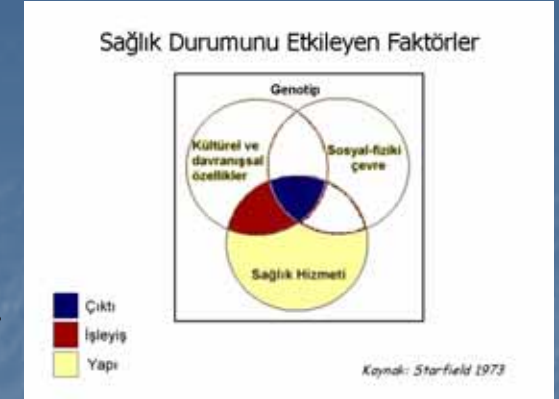 Sağlık Durumunu Etkileyen Faktörler
Genotip
Kültürel ve
davranışsal
özellikler
Sosyal-fiziki
çevre
Sağlık Hizmeti
Çıktı
İşleyiş
Yapı
Kaynak: Starfield 1973